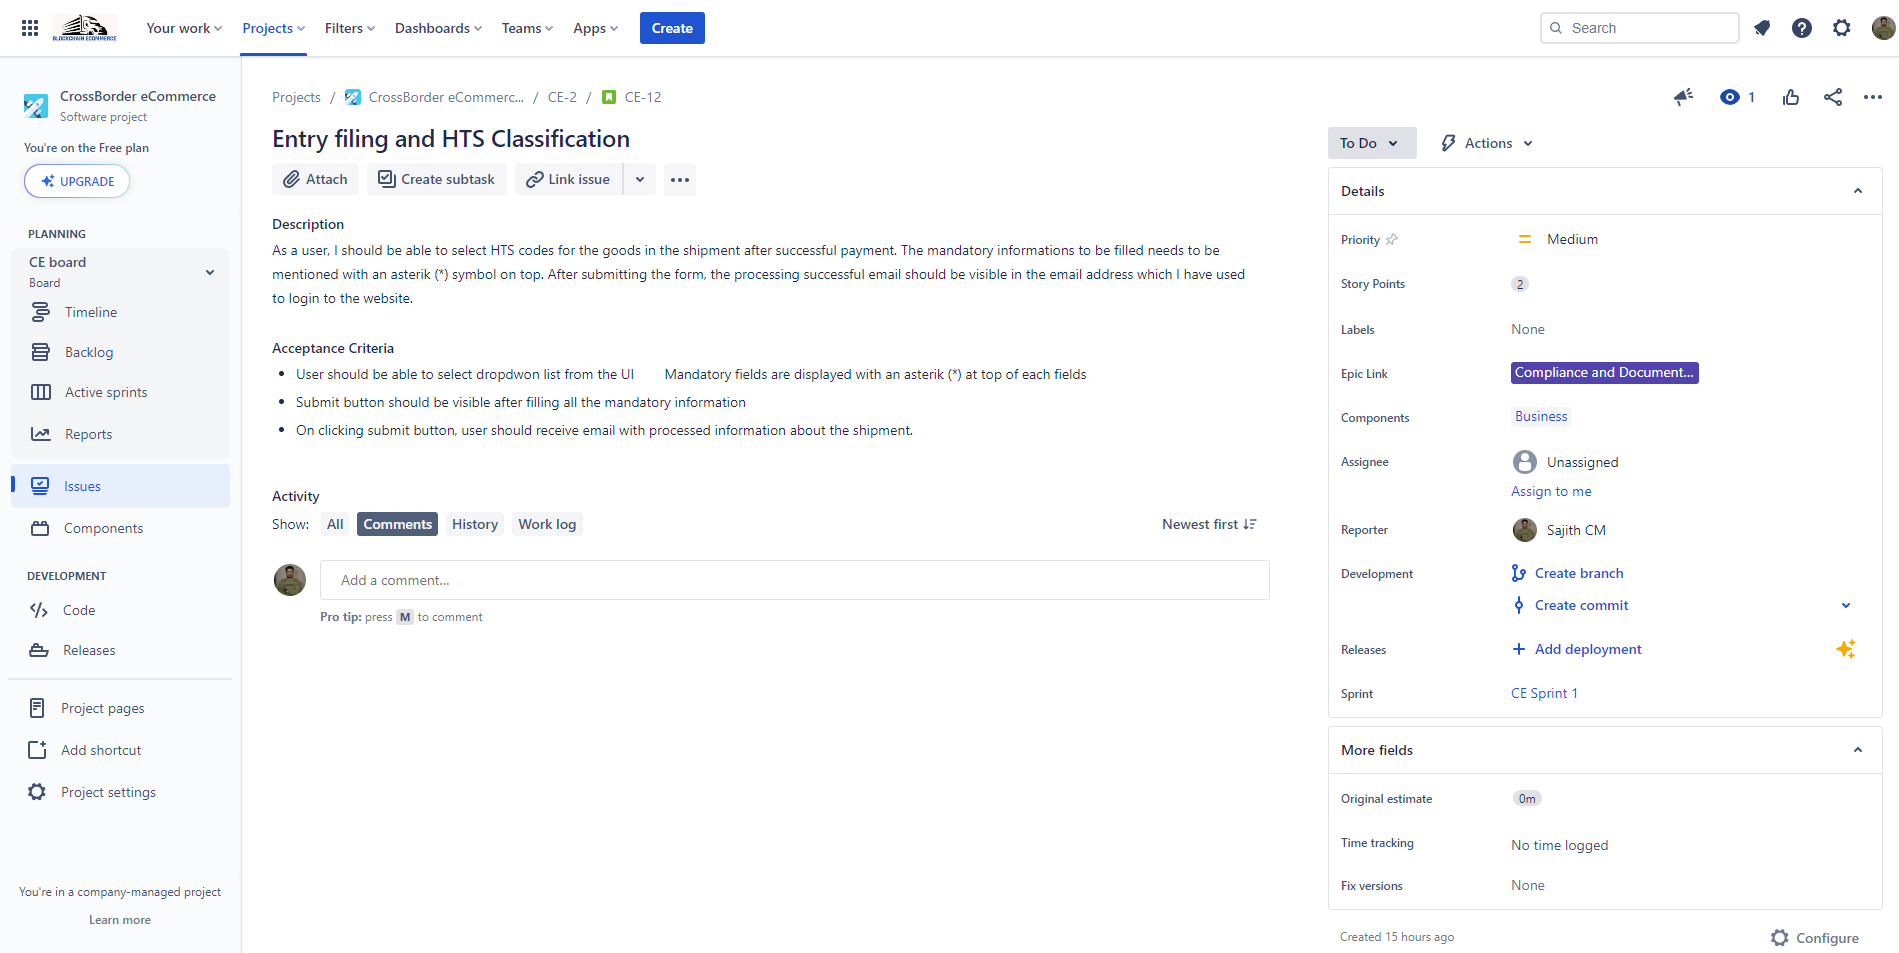 BLOCKCHAIN ECOMMERCE
Your work
Projects
Filters
Dashboards
Teams
Apps
Create
Search
CrossBorder eCommerce
Software project
You're on the Free plan
UPGRADE
PLANNING
CE board
Board
Timeline
Backlog
Active sprints
Reports
Issues
Components
DEVELOPMENT
Code
Releases
Project pages
Add shortcut
Project settings
You're in a company-managed project
Learn more
Projects / CrossBorder eCommerc... / CE-2 / CE-12
1
Entry filing and HTS Classification
Attach
Create subtask
Link issue
Description
As a user, I should be able to select HTS codes for the goods in the shipment after successful payment. The mandatory informations to be filled needs to be
mentioned with an asterik (*) symbol on top. After submitting the form, the processing successful email should be visible in the email address which I have used
to login to the website.
Acceptance Criteria
• User should be able to select dropdwon list from the UI Mandatory fields are displayed with an asterik (*) at top of each fields
• Submit button should be visible after filling all the mandatory information
• On clicking submit button, user should receive email with processed information about the shipment.
Activity
Show: All Comments History Work log
Newest first
Add a comment...
Pro tip: press M to comment
To Do
Actions
Details
Priority
Medium
Story Points
2
Labels
None
Epic Link
Compliance and Document...
Components
Business
Assignee
Unassigned
Assign to me
Reporter
Sajith CM
Development
Create branch
Create commit
Releases
Add deployment
Sprint
CE Sprint 1
More fields
Original estimate
0m
Time tracking
No time logged
Fix versions
None
Created 15 hours ago
Configure